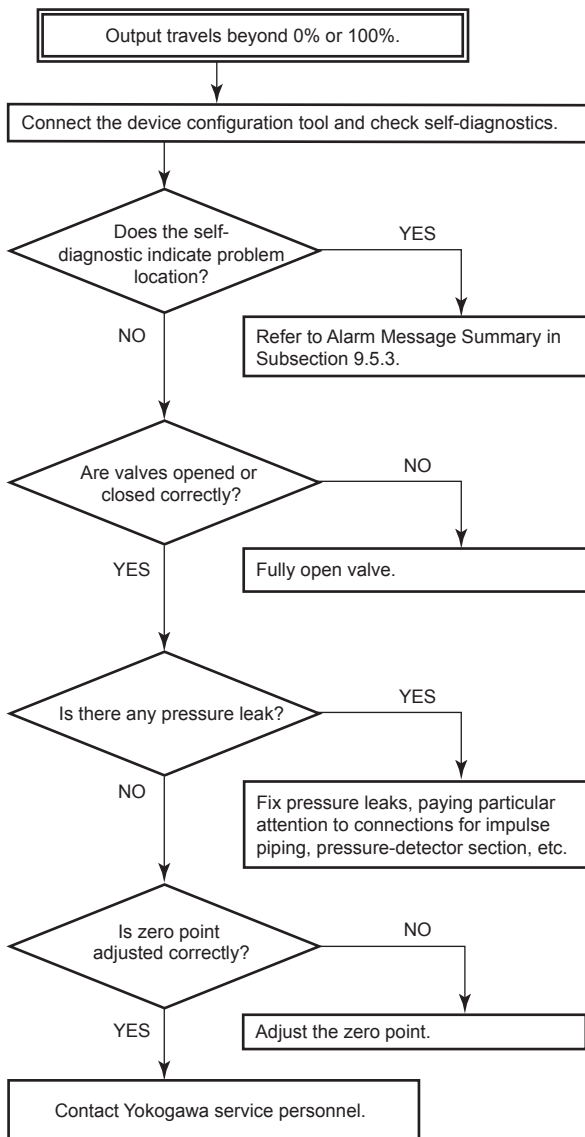 Output travels beyond 0% or 100%.
Connect the device configuration tool and check self-diagnostics.
Does the self-
diagnostic indicate problem
location?
YES
NO
Refer to Alarm Message Summary in
Subsection 9.5.3.
Are valves opened or
closed correctly?
NO
YES
Fully open valve.
Is there any pressure leak?
YES
NO
Fix pressure leaks, paying particular
attention to connections for impulse
piping, pressure-detector section, etc.
Is zero point
adjusted correctly?
NO
YES
Adjust the zero point.
Contact Yokogawa service personnel.